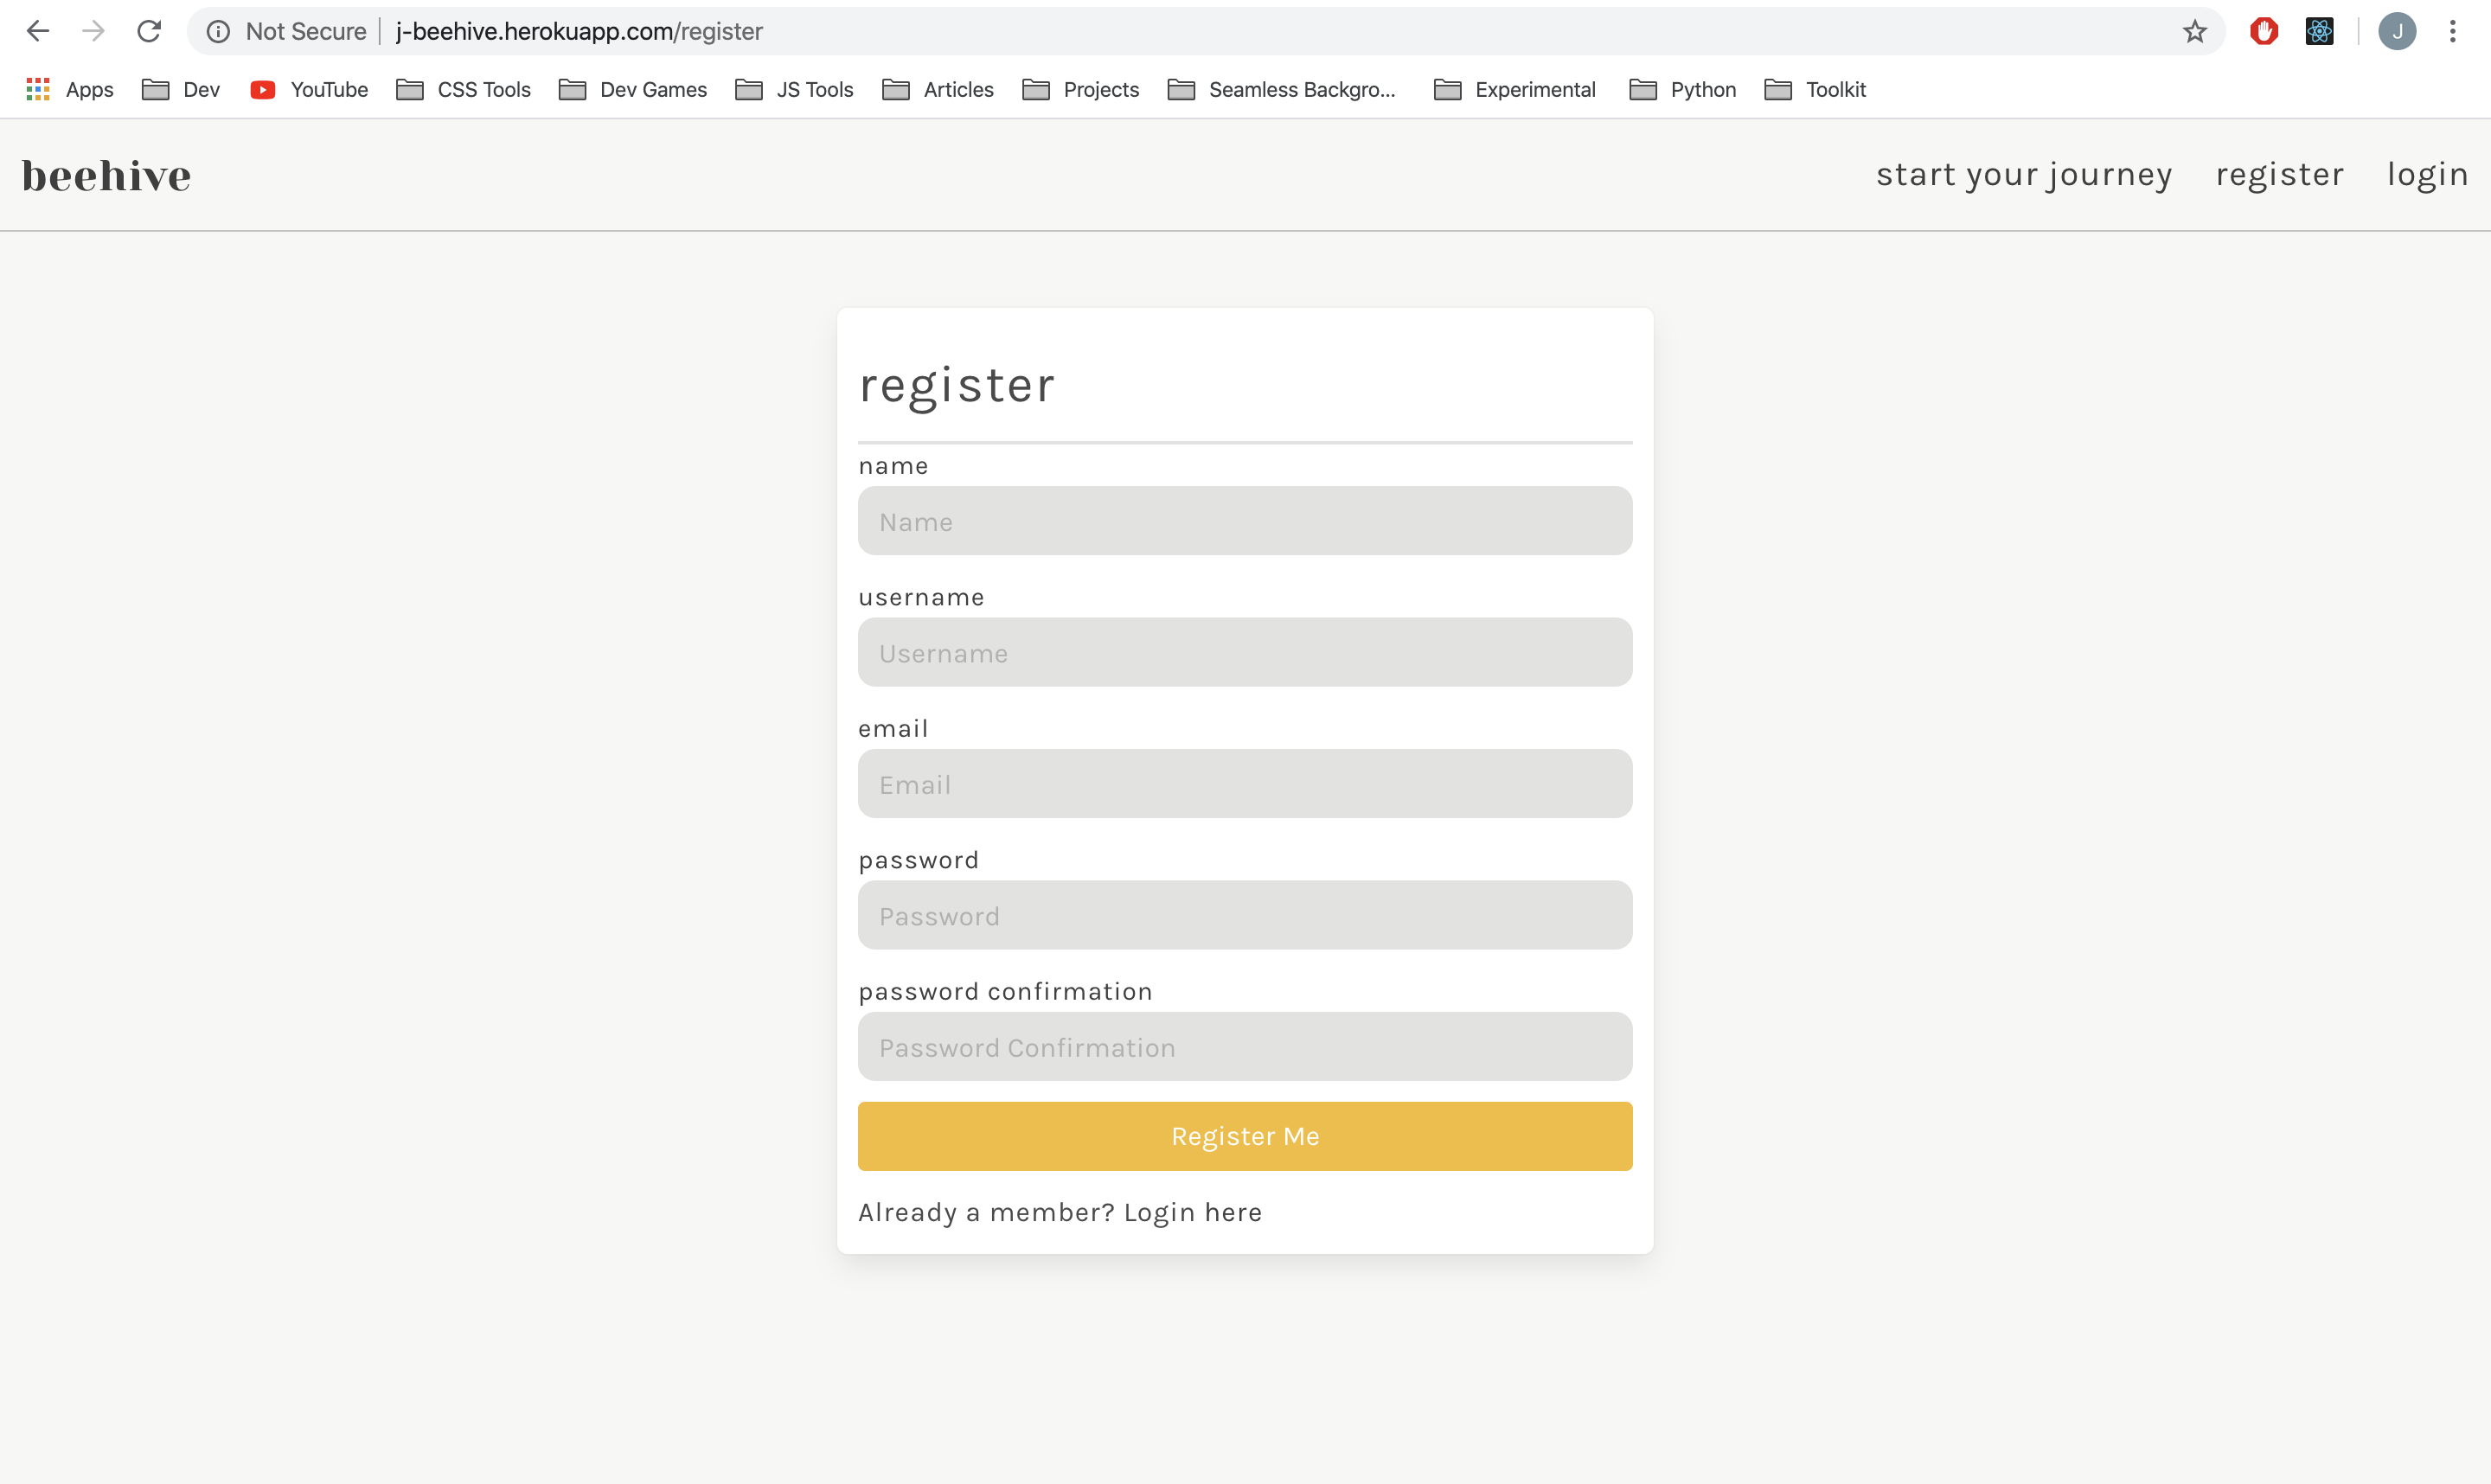 Not Secure | j-beehive.herokuapp.com/register J
Apps Dev YouTube CSS Tools Dev Games JS Tools Articles Projects Seamless Backgro... Experimental Python Toolkit
beehive start your journey register login
register
name
Name
username
Username
email
Email
password
Password
password confirmation
Password Confirmation
Register Me
Already a member? Login here